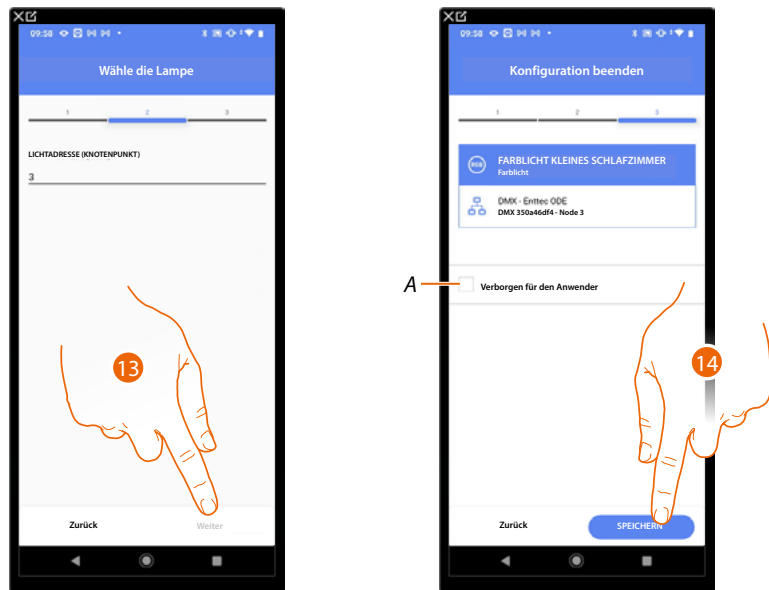 09:58
Wähle die Lampe
1 2 3
LICHTADRESSE (KNOTENPUNKT)
3
13
Zurück Weiter
09:58
Konfiguration beenden
1 2 3
RGB
FARBLICHT KLEINES SCHLAFZIMMER
Farblicht
DMX - Enttec ODE
DMX 350a46df4 - Node 3
A
Verborgen für den Anwender
14
Zurück SPEICHERN